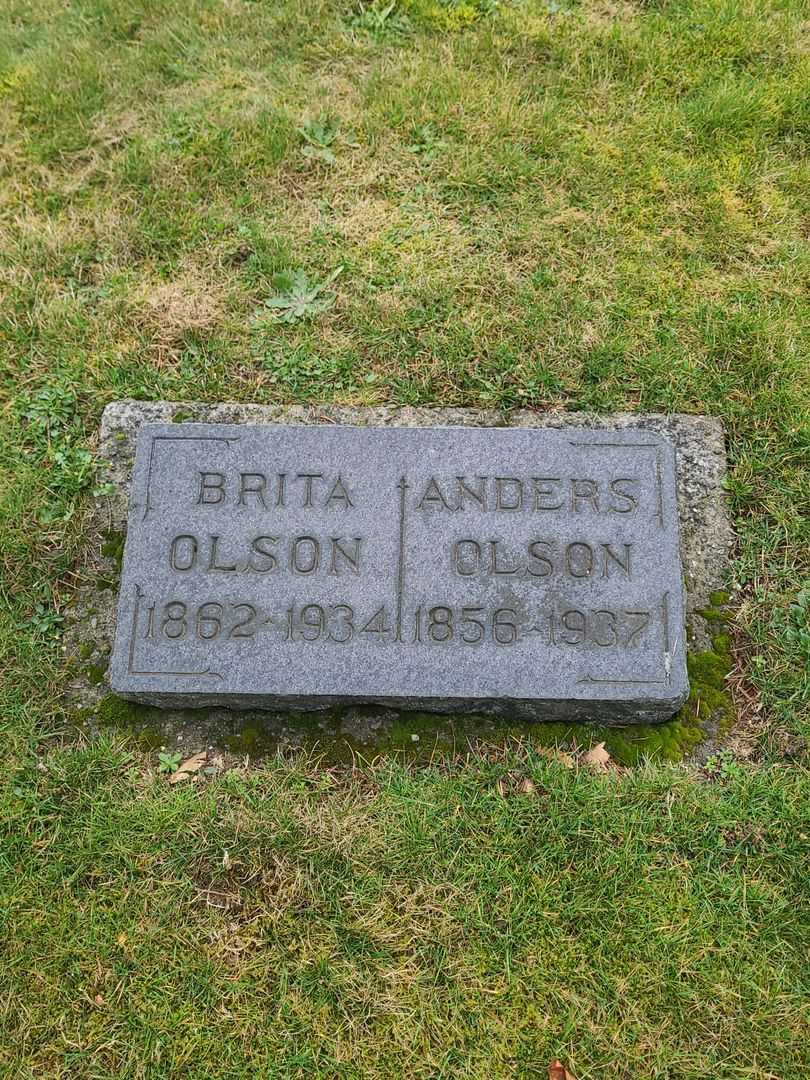 BRITA
OLSON
1862-1934
ANDERS
OLSON
1856-1937